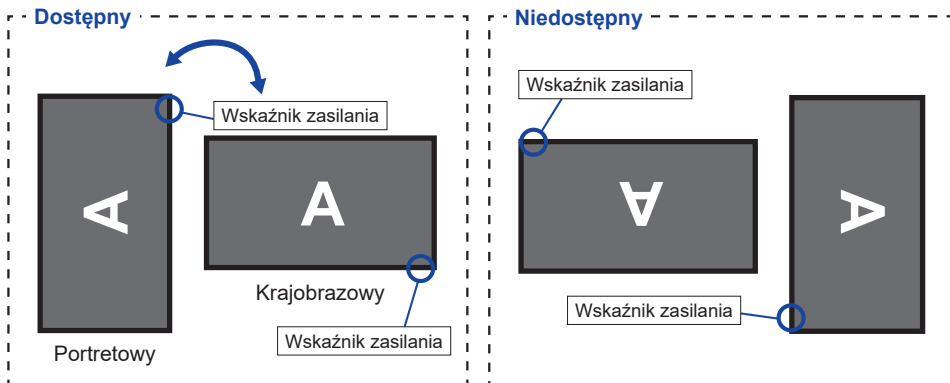 Dostępny
Wskaźnik zasilania
A
A
Krajobrazowy
Wskaźnik zasilania
Portretowy
Niedostępny
Wskaźnik zasilania
A
A
Wskaźnik zasilania